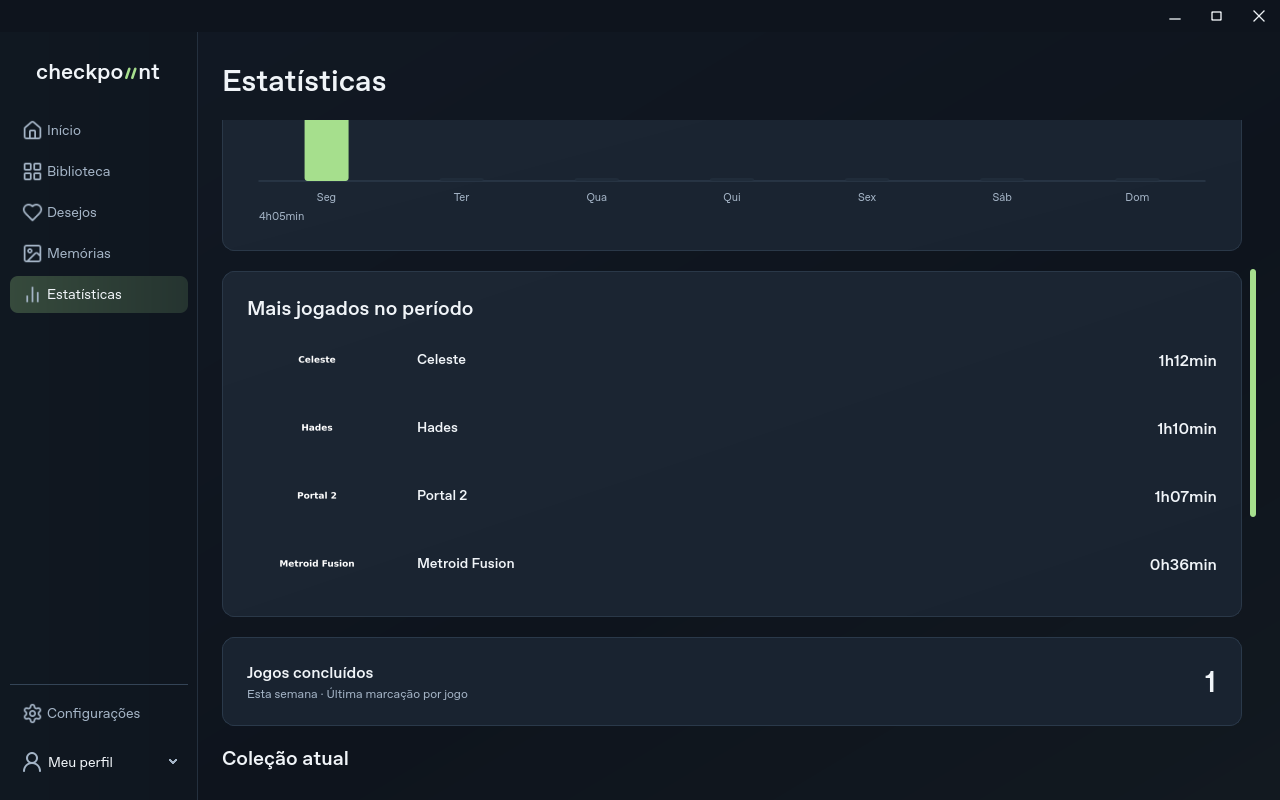 checkpoint
Estatísticas
Início
Biblioteca
Desejos
Memórias
Estatísticas
Configurações
Meu perfil
Seg Ter Qua Qui Sex Sáb Dom
4h05min
Mais jogados no período
Celeste Celeste 1h12min
Hades Hades 1h10min
Portal 2 Portal 2 1h07min
Metroid Fusion Metroid Fusion 0h36min
Jogos concluídos
Esta semana · Última marcação por jogo
1
Coleção atual